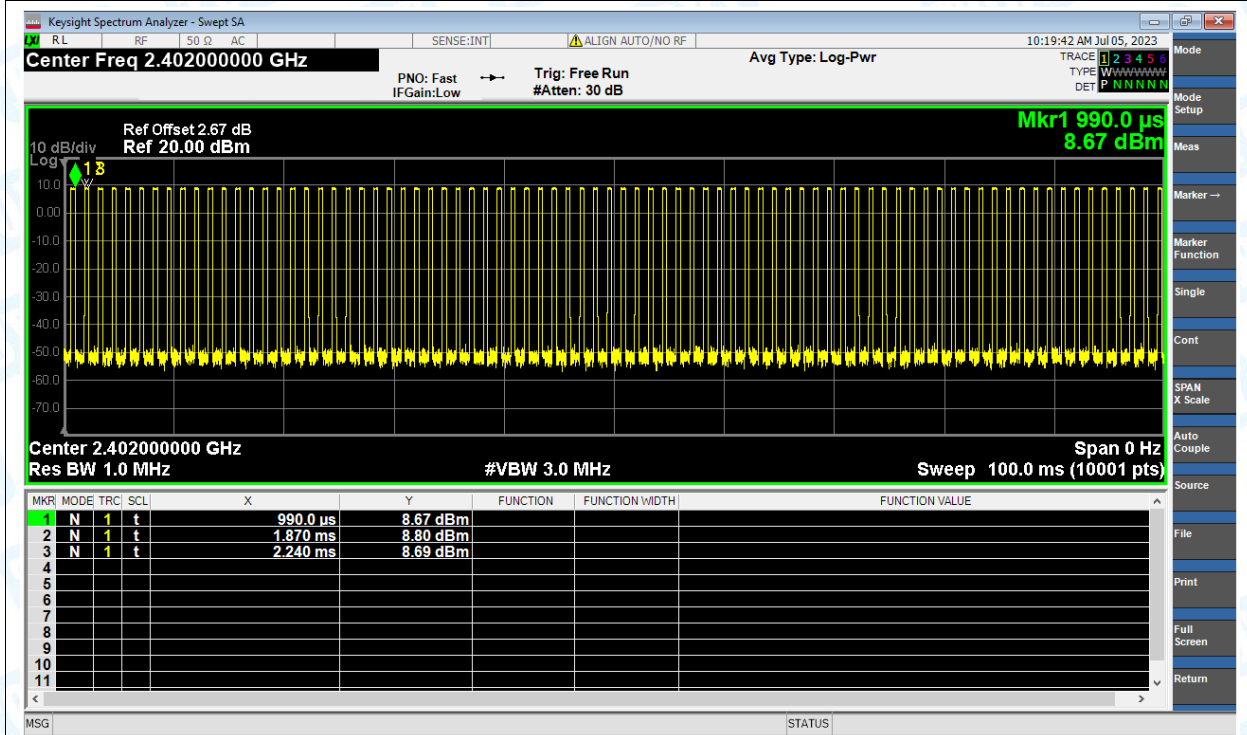 Keysight Spectrum Analyzer - Swept SA
LXI RL RF 50 Ω AC SENSE:INT ALIGN AUTO/NO RF 10:19:42 AM Jul 05, 2023
Center Freq 2.402000000 GHz
PNO: Fast
IFGain:Low
Trig: Free Run
#Atten: 30 dB
Avg Type: Log-Pwr
TRACE 1 2 3 4 5 6
TYPE WWWWWW
DET P N N N N N
Ref Offset 2.67 dB
10 dB/div Ref 20.00 dBm
Log
Mkr1 990.0 µs
8.67 dBm
1 3
10.0
0.00
-10.0
-20.0
-30.0
-40.0
-50.0
-60.0
-70.0
Center 2.402000000 GHz Span 0 Hz
Res BW 1.0 MHz #VBW 3.0 MHz Sweep 100.0 ms (10001 pts)
MKR MODE TRC SCL X Y FUNCTION FUNCTION WIDTH FUNCTION VALUE
1 N 1 t 990.0 µs 8.67 dBm
2 N 1 t 1.870 ms 8.80 dBm
3 N 1 t 2.240 ms 8.69 dBm
4
5
6
7
8
9
10
11
MSG STATUS
Mode
Mode
Setup
Meas
Marker →
Marker
Function
Single
Cont
SPAN
X Scale
Auto
Couple
Source
File
Print
Full
Screen
Return